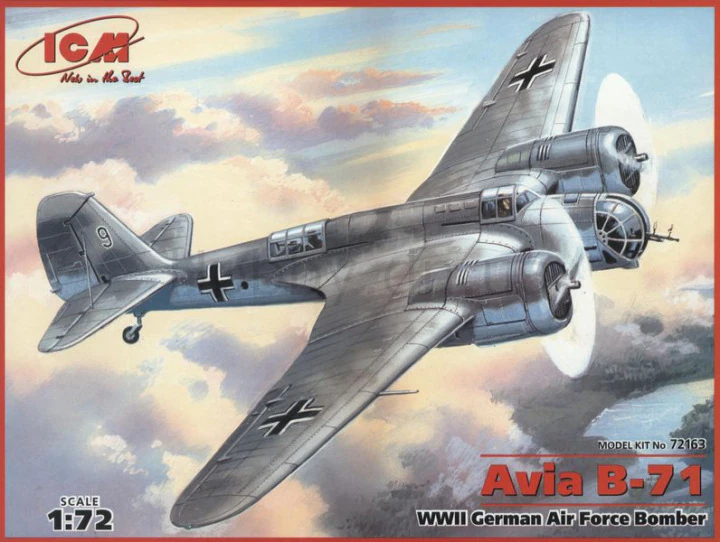 ICM
Nets in the Best
9
MODEL KIT No 72163
Avia B-71
SCALE
1:72
WWII German Air Force Bomber